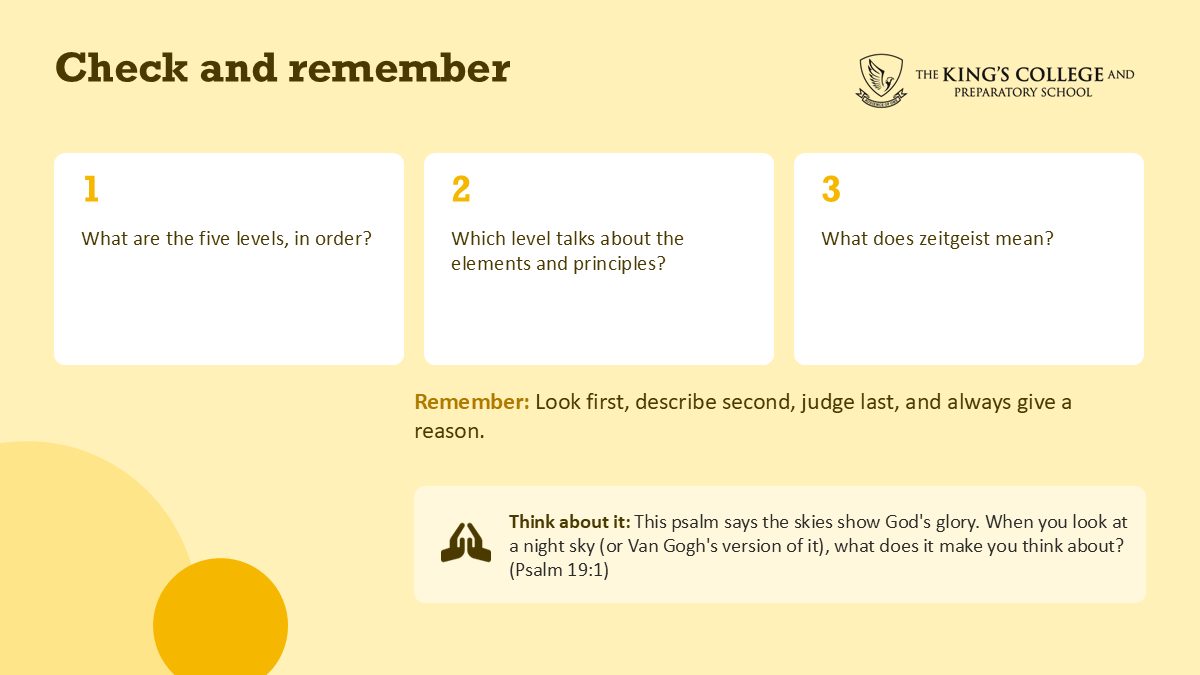 Check and remember
THE KING'S COLLEGE AND
PREPARATORY SCHOOL
1
What are the five levels, in order?
2
Which level talks about the
elements and principles?
3
What does zeitgeist mean?
Remember: Look first, describe second, judge last, and always give a
reason.
Think about it: This psalm says the skies show God's glory. When you look at
a night sky (or Van Gogh's version of it), what does it make you think about?
(Psalm 19:1)